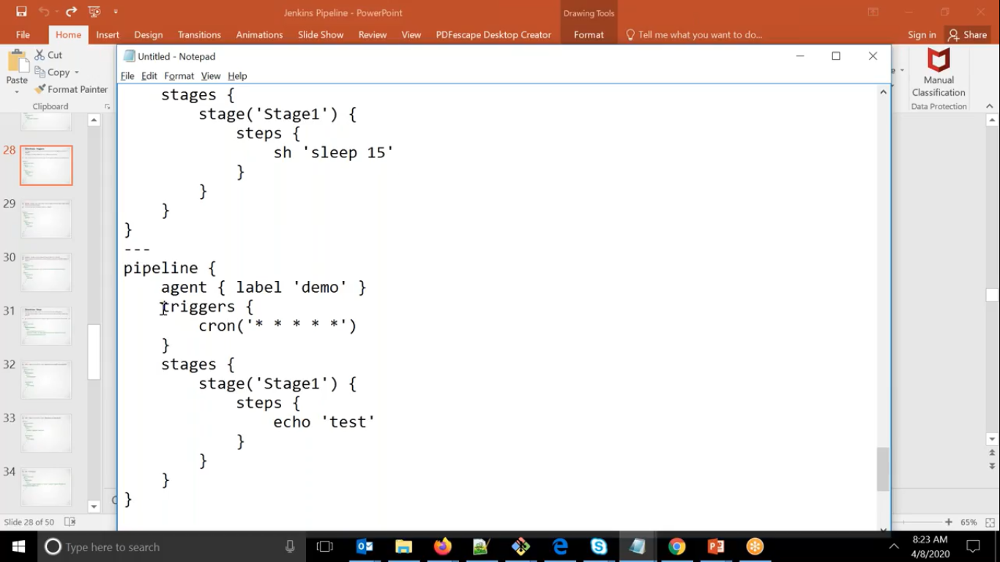 Jenkins Pipeline - PowerPoint
Drawing Tools
File Home Insert Design Transitions Animations Slide Show Review View PDFescape Desktop Creator Format Tell me what you want to do... Sign in Share
Paste
Cut
Copy
Format Painter
Clipboard
Manual Classification
Data Protection
Untitled - Notepad
File Edit Format View Help
    stages {
        stage('Stage1') {
            steps {
                sh 'sleep 15'
            }
        }
    }
}
---
pipeline {
    agent { label 'demo' }
    triggers {
        cron('* * * * *')
    }
    stages {
        stage('Stage1') {
            steps {
                echo 'test'
            }
        }
    }
}
28
29
30
31
32
33
34
Slide 28 of 50
65%
Type here to search
8:23 AM
4/8/2020